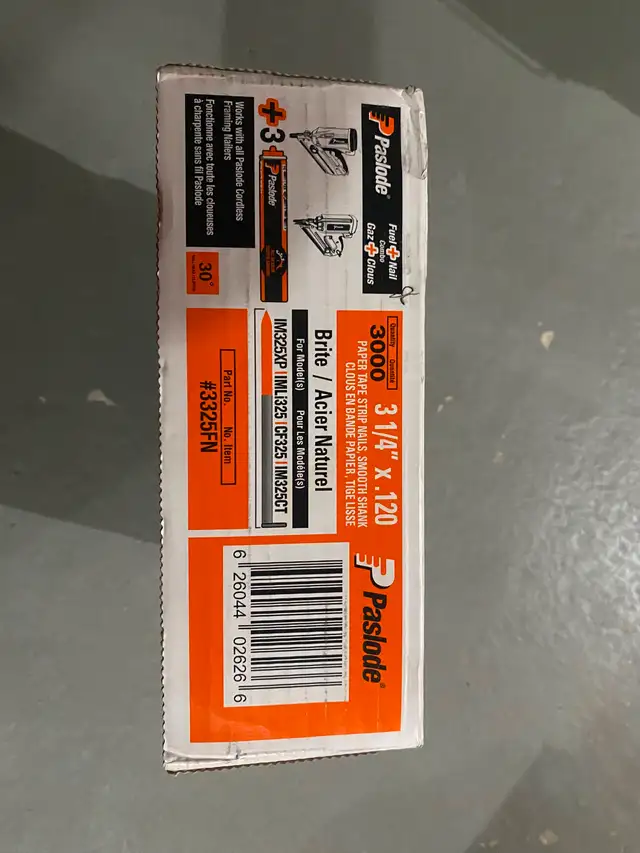 Paslode®
Fuel + Nail
Combo
Gaz + Clous
+3
Paslode
Works with all Paslode Cordless
Framing Nailers
Fonctionne avec toute les cloueuses
à charpente sans fil Paslode
30°
Quantity Quantité
3000
3 1/4" x .120
PAPER TAPE STRIP NAILS, SMOOTH SHANK
CLOUS EN BANDE PAPIER, TIGE LISSE
Brite / Acier Naturel
For Model(s) Pour Les Modèle(s)
IM325XP | IMLi325 | CF325 | IM325CT
Part No. No. Item
#3325FN
Paslode®
6 26044 02626 6